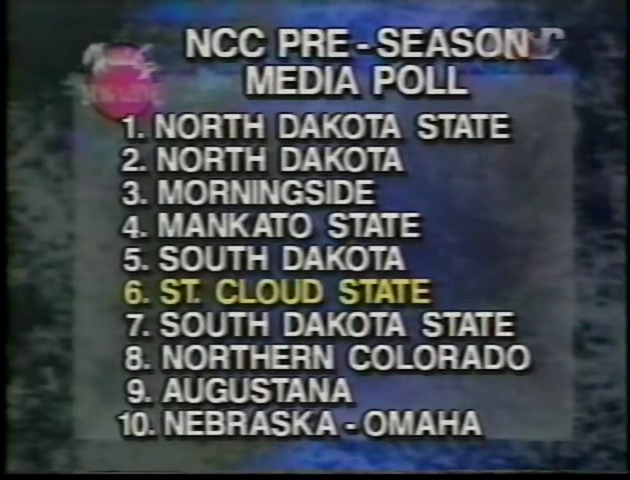 NCC PRE-SEASON
MEDIA POLL
1. NORTH DAKOTA STATE
2. NORTH DAKOTA
3. MORNINGSIDE
4. MANKATO STATE
5. SOUTH DAKOTA
6. ST. CLOUD STATE
7. SOUTH DAKOTA STATE
8. NORTHERN COLORADO
9. AUGUSTANA
10. NEBRASKA-OMAHA